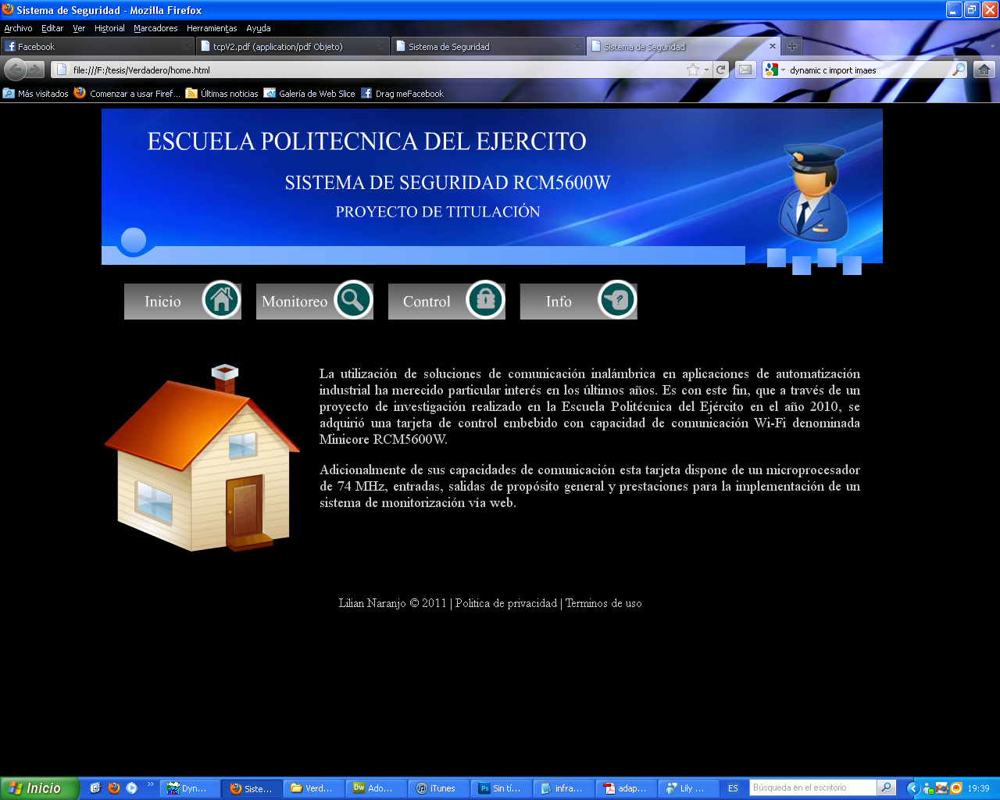 Sistema de Seguridad - Mozilla Firefox
Archivo Editar Ver Historial Marcadores Herramientas Ayuda
Facebook tcpV2.pdf (application/pdf Objeto) Sistema de Seguridad Sistema de Seguridad
file:///F:/tesis/Verdadero/home.html dynamic c import imaes
Más visitados Comenzar a usar Firef... Últimas noticias Galería de Web Slice Drag meFacebook
ESCUELA POLITECNICA DEL EJERCITO
SISTEMA DE SEGURIDAD RCM5600W
PROYECTO DE TITULACIÓN
Inicio Monitoreo Control Info
La utilización de soluciones de comunicación inalámbrica en aplicaciones de automatización
industrial ha merecido particular interés en los últimos años. Es con este fin, que a través de un
proyecto de investigación realizado en la Escuela Politécnica del Ejército en el año 2010, se
adquirió una tarjeta de control embebido con capacidad de comunicación Wi-Fi denominada
Minicore RCM5600W.
Adicionalmente de sus capacidades de comunicación esta tarjeta dispone de un microprocesador
de 74 MHz, entradas, salidas de propósito general y prestaciones para la implementación de un
sistema de monitorización vía web.
Lilian Naranjo © 2011 | Politica de privacidad | Terminos de uso
Inicio Dyn... Siste... Verd... Ado... iTunes Sin tí... infra... adap... Lily ... ES Búsqueda en el escritorio 19:39